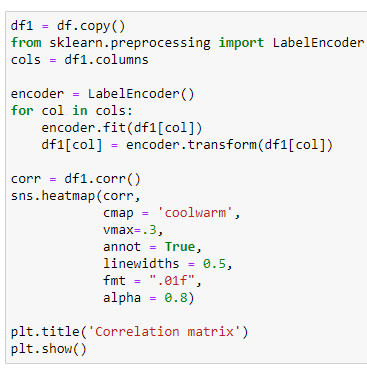 df1 = df.copy()
from sklearn.preprocessing import LabelEncoder
cols = df1.columns

encoder = LabelEncoder()
for col in cols:
    encoder.fit(df1[col])
    df1[col] = encoder.transform(df1[col])

corr = df1.corr()
sns.heatmap(corr,
            cmap = 'coolwarm',
            vmax=.3,
            annot = True,
            linewidths = 0.5,
            fmt = ".01f",
            alpha = 0.8)

plt.title('Correlation matrix')
plt.show()